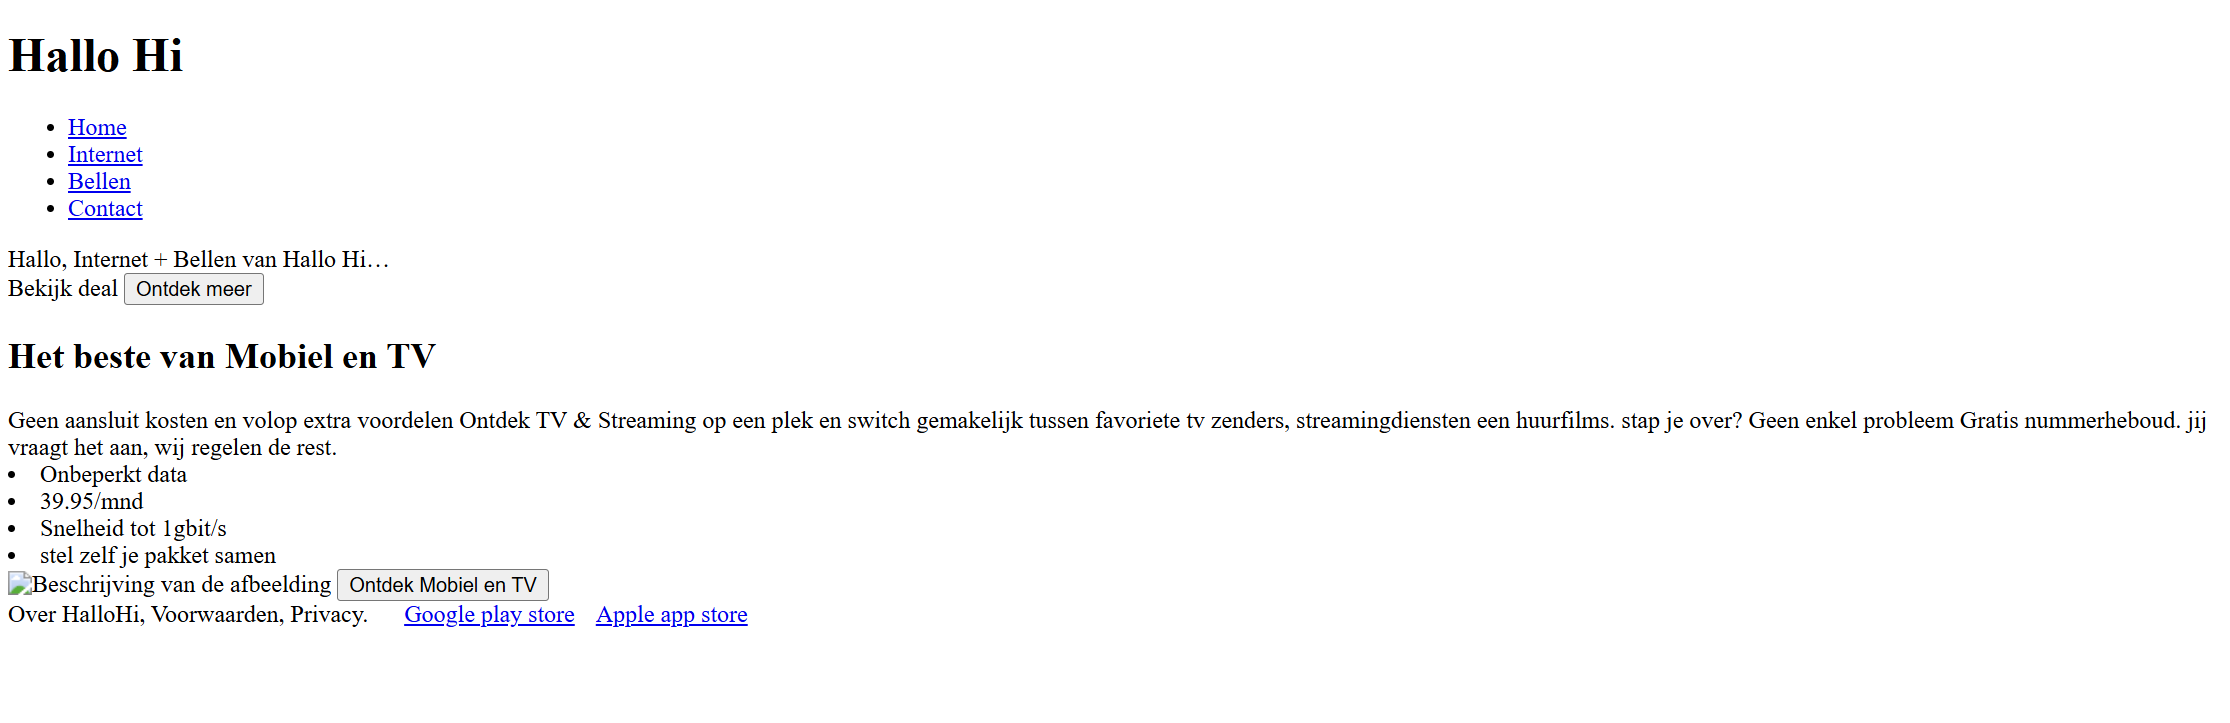 Hallo Hi
Home
Internet
Bellen
Contact
Hallo, Internet + Bellen van Hallo Hi…
Bekijk deal Ontdek meer
Het beste van Mobiel en TV
Geen aansluit kosten en volop extra voordelen Ontdek TV & Streaming op een plek en switch gemakelijk tussen favoriete tv zenders, streamingdiensten een huurfilms. stap je over? Geen enkel probleem Gratis nummerheboud. jij
vraagt het aan, wij regelen de rest.
Onbeperkt data
39.95/mnd
Snelheid tot 1gbit/s
stel zelf je pakket samen
Beschrijving van de afbeelding Ontdek Mobiel en TV
Over HalloHi, Voorwaarden, Privacy. Google play store Apple app store